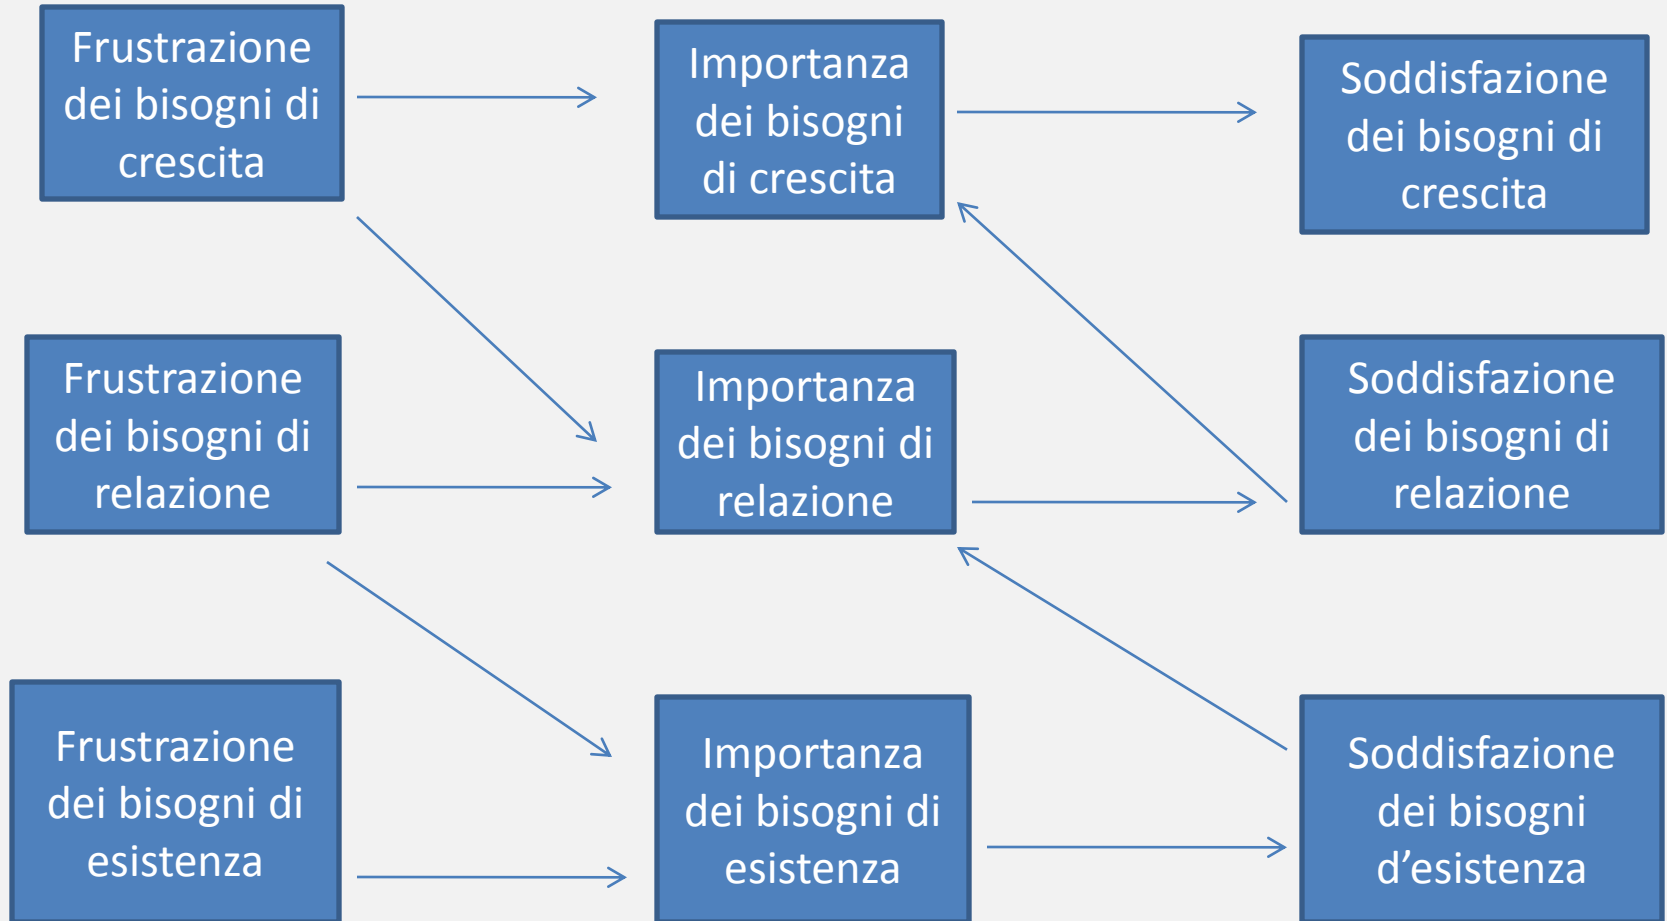 Frustrazione
dei bisogni di
crescita
Importanza
dei bisogni
di crescita
Soddisfazione
dei bisogni di
crescita
Frustrazione
dei bisogni di
relazione
Importanza
dei bisogni di
relazione
Soddisfazione
dei bisogni di
relazione
Frustrazione
dei bisogni di
esistenza
Importanza
dei bisogni di
esistenza
Soddisfazione
dei bisogni
d’esistenza